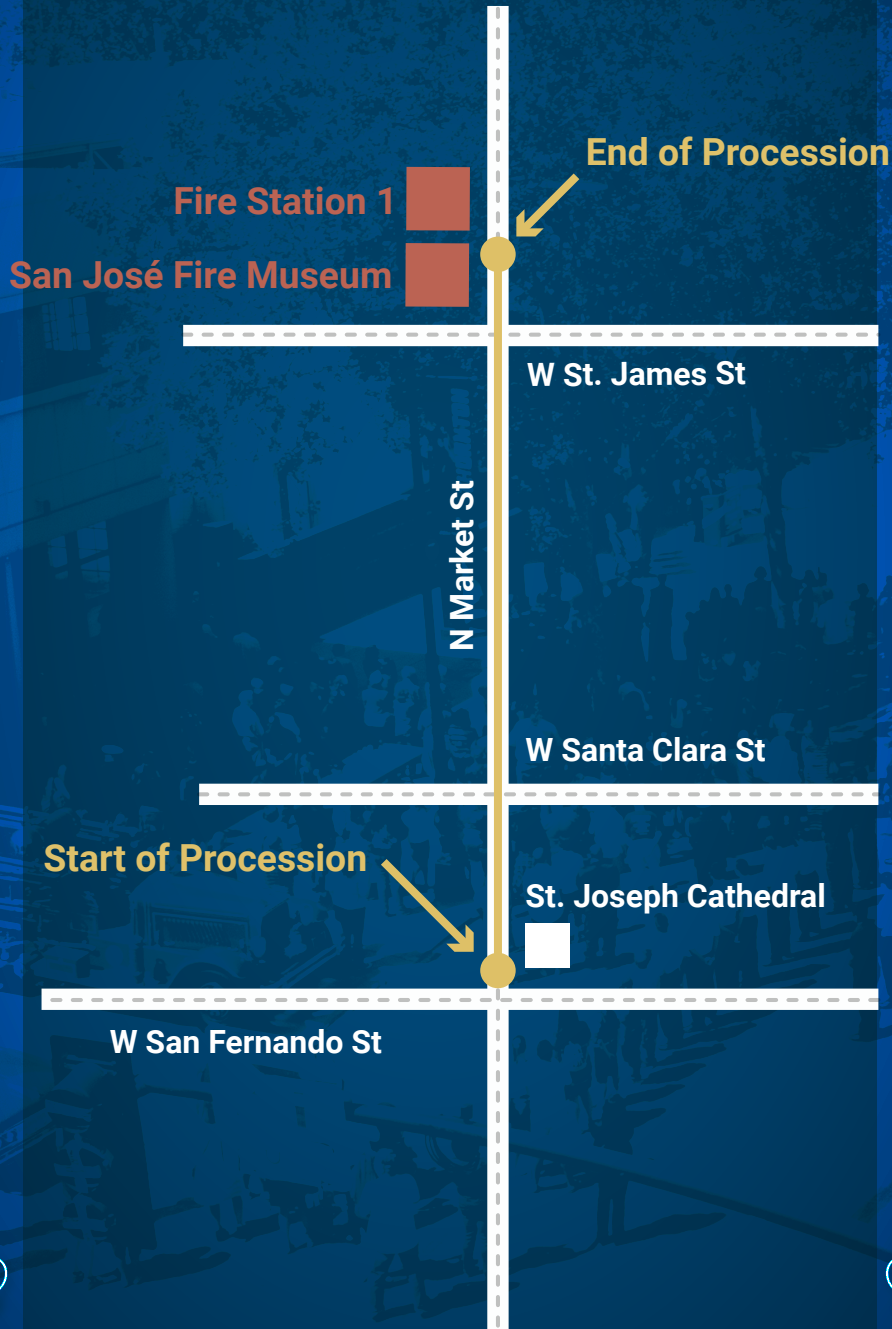 End of Procession
Fire Station 1
San José Fire Museum
W St. James St
N Market St
W Santa Clara St
Start of Procession
St. Joseph Cathedral
W San Fernando St